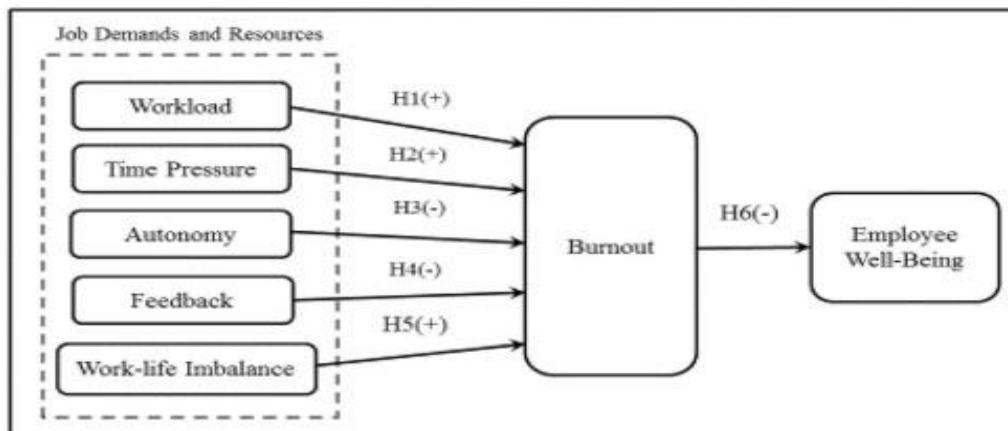 Job Demands and Resources
Workload
Time Pressure
Autonomy
Feedback
Work-life Imbalance
H1(+)
H2(+)
H3(-)
H4(-)
H5(+)
Burnout
H6(-)
Employee
Well-Being